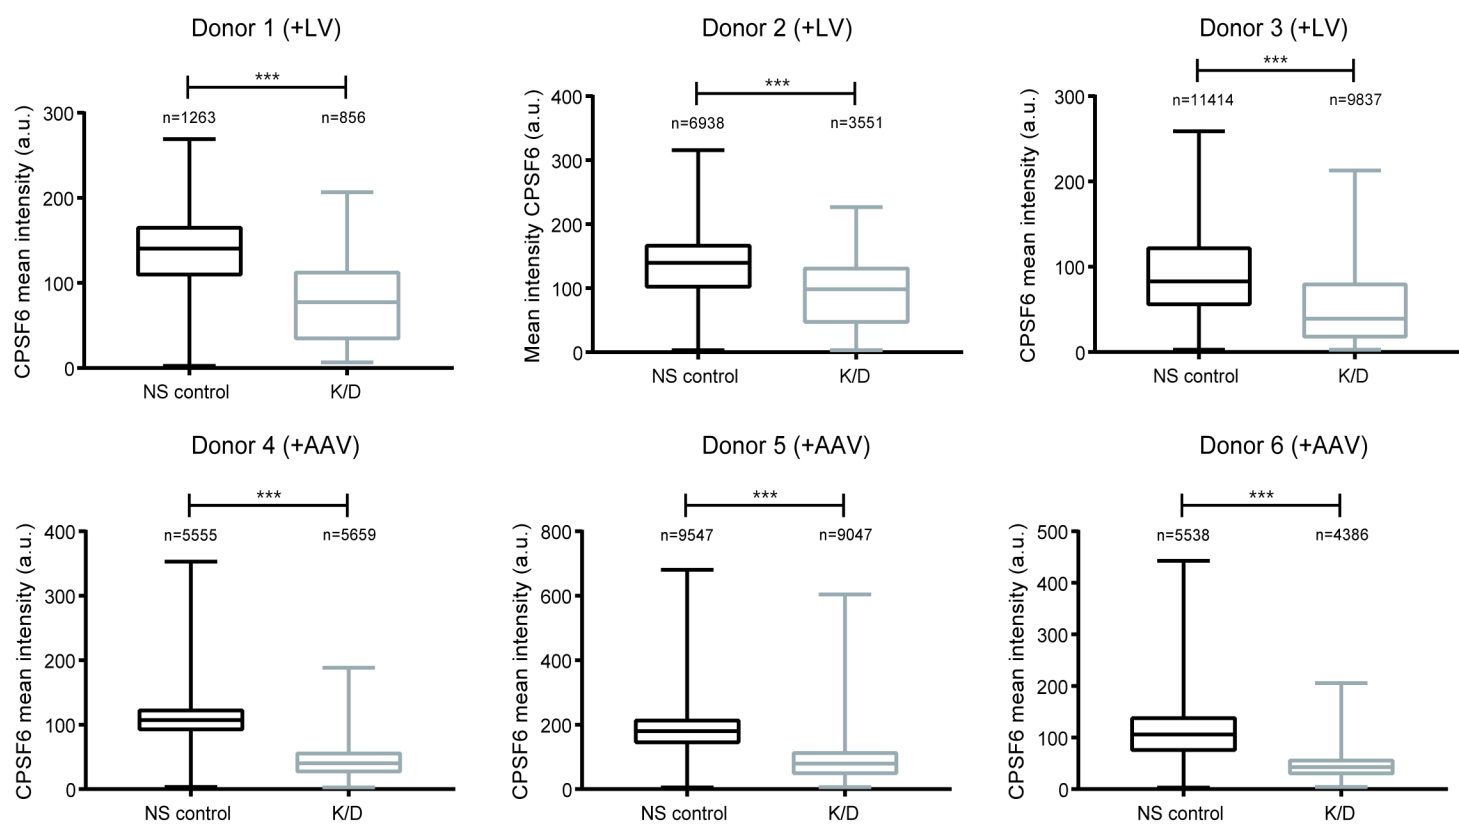 Donor 1 (+LV)
***
n=1263
n=856
CPSF6 mean intensity (a.u.)
300
200
100
0
NS control
K/D
Donor 2 (+LV)
***
n=6938
n=3551
Mean intensity CPSF6 (a.u.)
400
300
200
100
0
NS control
K/D
Donor 3 (+LV)
***
n=11414
n=9837
CPSF6 mean intensity (a.u.)
300
200
100
0
NS control
K/D
Donor 4 (+AAV)
***
n=5555
n=5659
CPSF6 mean intensity (a.u.)
400
300
200
100
0
NS control
K/D
Donor 5 (+AAV)
***
n=9547
n=9047
CPSF6 mean intensity (a.u.)
800
600
400
200
0
NS control
K/D
Donor 6 (+AAV)
***
n=5538
n=4386
CPSF6 mean intensity (a.u.)
500
400
300
200
100
0
NS control
K/D